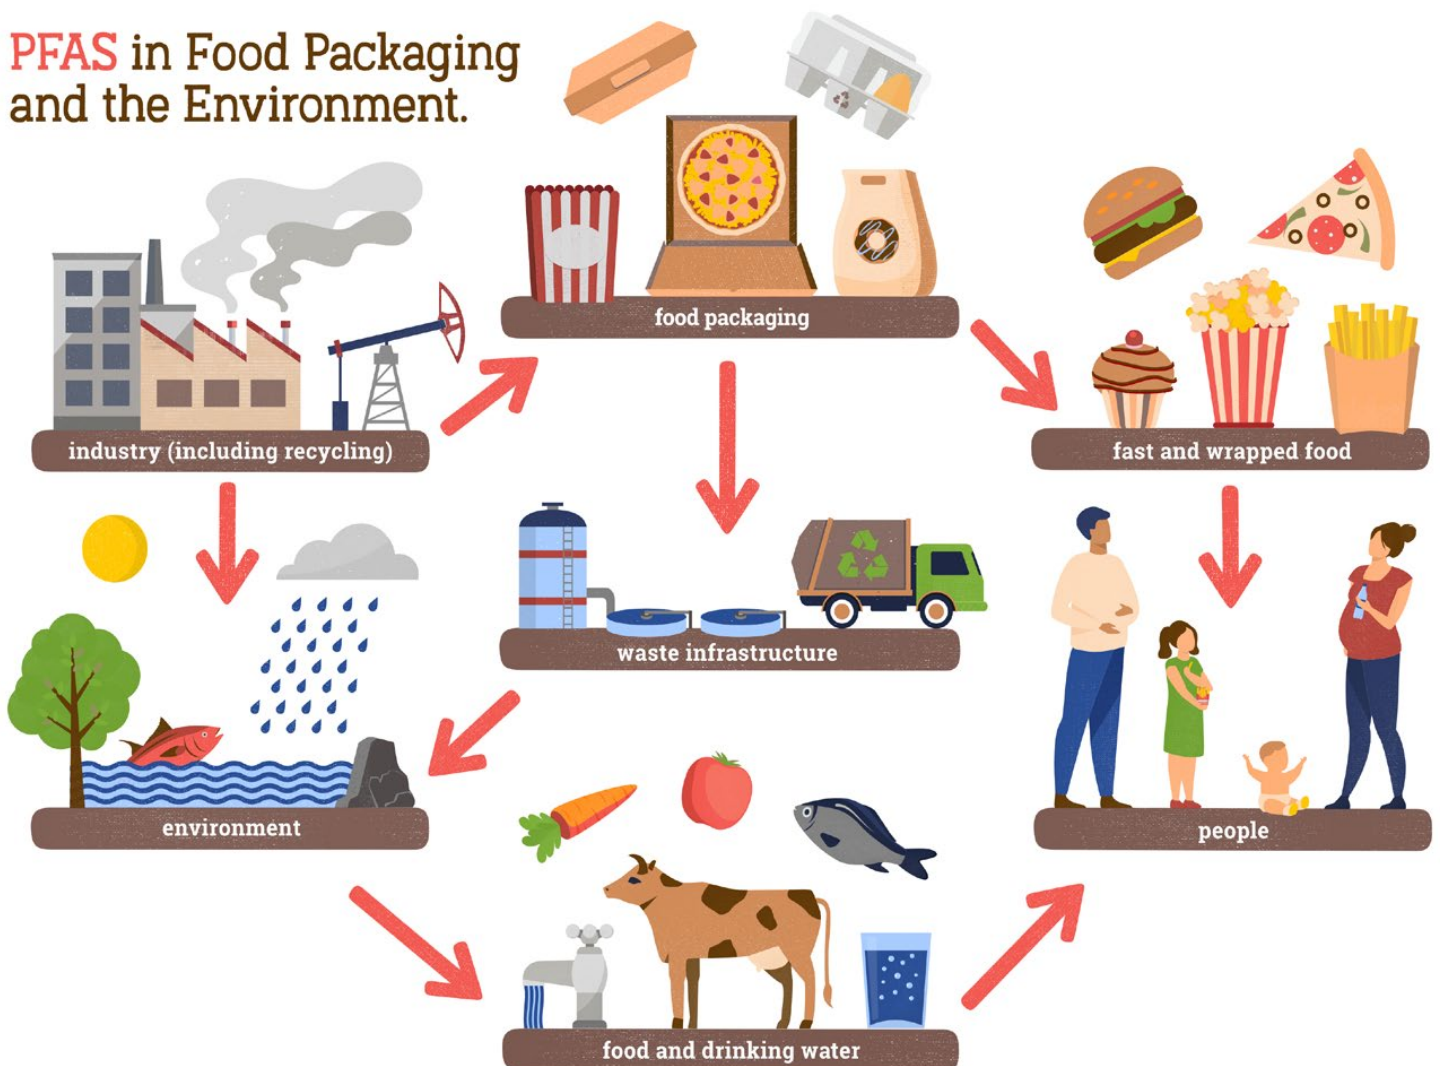 PFAS in Food Packaging
and the Environment.
food packaging
industry (including recycling)
fast and wrapped food
waste infrastructure
environment
people
food and drinking water